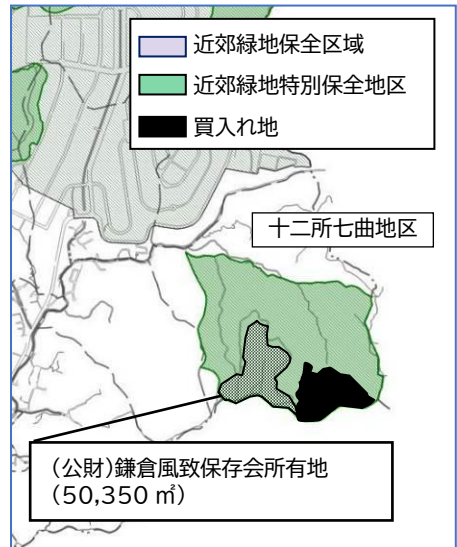 近郊緑地保全区域
近郊緑地特別保全地区
買入れ地
十二所七曲地区
(公財)鎌倉風致保存会所有地
(50,350 ㎡)